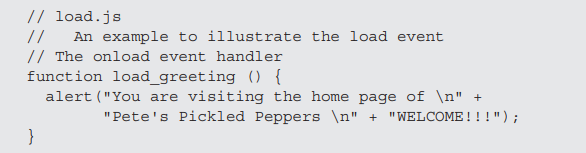 // load.js
//   An example to illustrate the load event
// The onload event handler
function load_greeting () {
  alert("You are visiting the home page of \n" +
        "Pete's Pickled Peppers \n" + "WELCOME!!!");
}